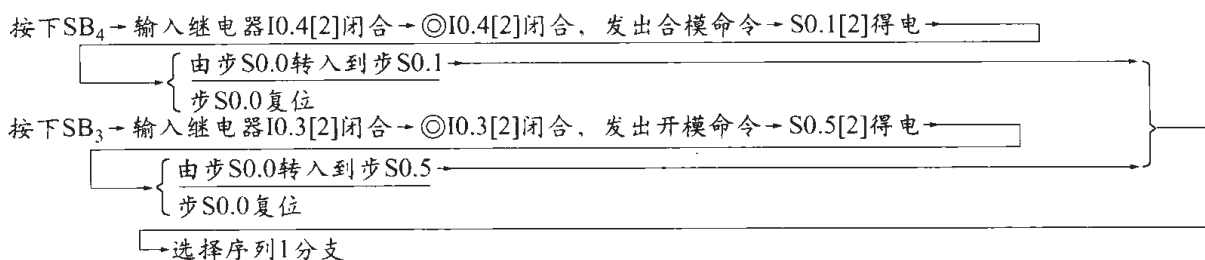 按下SB₄→输入继电器I0.4[2]闭合→◎I0.4[2]闭合，发出合模命令→S0.1[2]得电→
由步S0.0转入到步S0.1→
步S0.0复位
按下SB₃→输入继电器I0.3[2]闭合→◎I0.3[2]闭合，发出开模命令→S0.5[2]得电→
由步S0.0转入到步S0.5→
步S0.0复位
→选择序列1分支